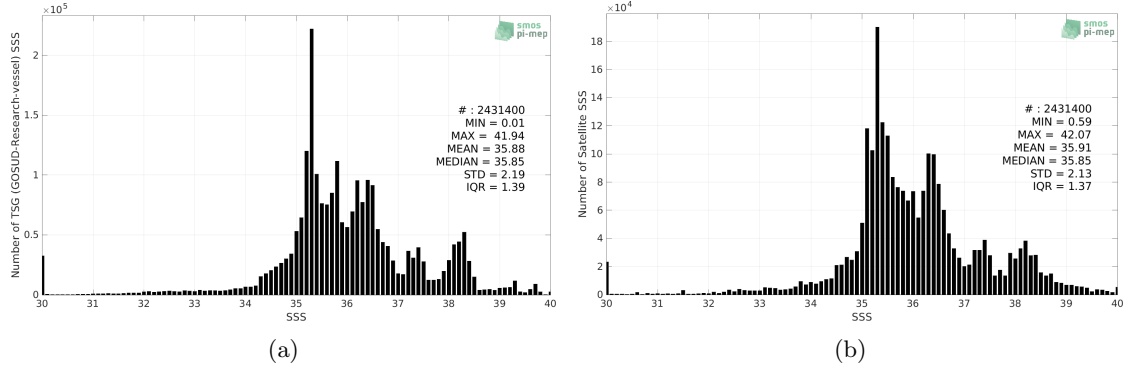 ×10⁵
smos
pi-mep
Number of TSG (GOSUD-Research-vessel) SSS
2
1.5
1
0.5
0
# : 2431400
MIN = 0.01
MAX = 41.94
MEAN = 35.88
MEDIAN = 35.85
STD = 2.19
IQR = 1.39
30 31 32 33 34 35 36 37 38 39 40
SSS
(a)
×10⁴
smos
pi-mep
Number of Satellite SSS
18
16
14
12
10
8
6
4
2
0
# : 2431400
MIN = 0.59
MAX = 42.07
MEAN = 35.91
MEDIAN = 35.85
STD = 2.13
IQR = 1.37
30 31 32 33 34 35 36 37 38 39 40
SSS
(b)